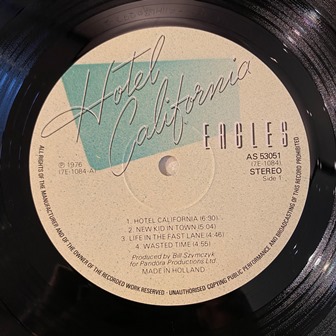 Hotel
California
EAGLES
AS 53051
(7E-1084)
STEREO
Side 1
℗ 1976
(7E-1084-A)
1. HOTEL CALIFORNIA (6.30)
2. NEW KID IN TOWN (5.04)
3. LIFE IN THE FAST LANE (4.46)
4. WASTED TIME (4.55)
Produced by Bill Szymczyk
for Pandora Productions Ltd.
MADE IN HOLLAND
ALL RIGHTS OF THE MANUFACTURER AND OF THE OWNER OF THE RECORDED WORK RESERVED · UNAUTHORISED COPYING PUBLIC PERFORMANCE AND BROADCASTING OF THIS RECORD PROHIBITED